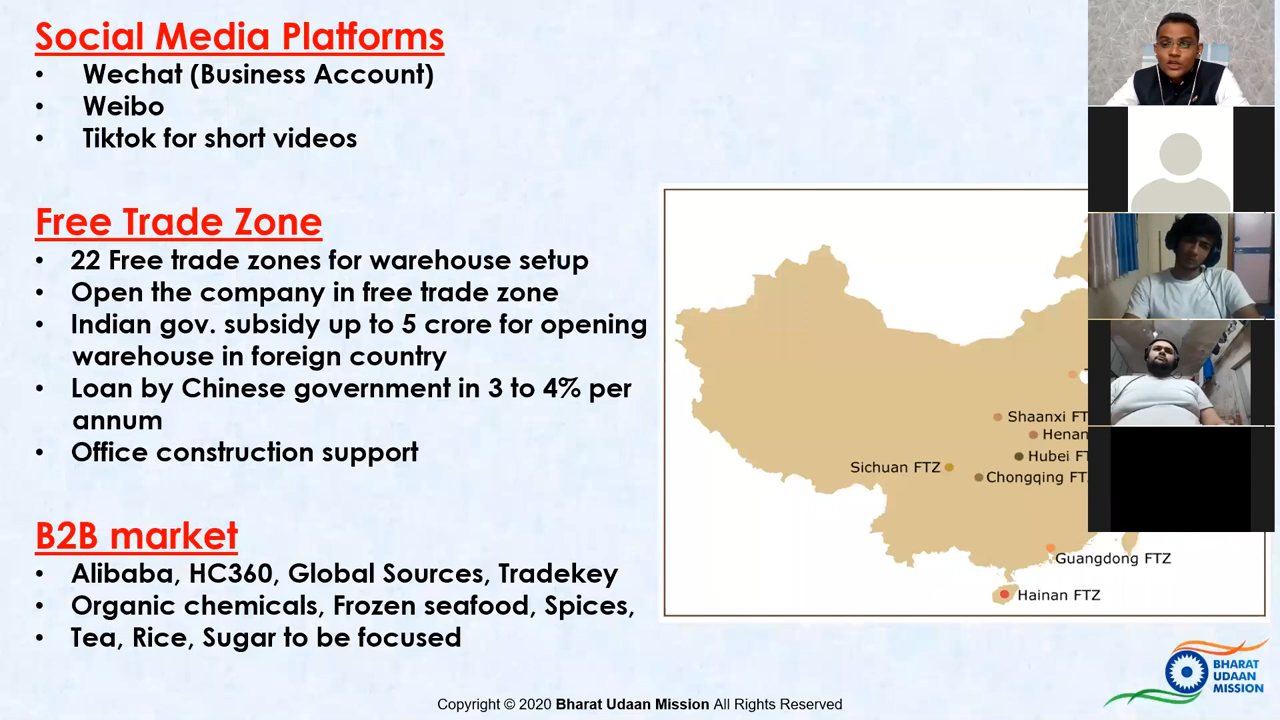 Social Media Platforms
• Wechat (Business Account)
• Weibo
• Tiktok for short videos
Free Trade Zone
• 22 Free trade zones for warehouse setup
• Open the company in free trade zone
• Indian gov. subsidy up to 5 crore for opening
warehouse in foreign country
• Loan by Chinese government in 3 to 4% per
annum
• Office construction support
B2B market
• Alibaba, HC360, Global Sources, Tradekey
• Organic chemicals, Frozen seafood, Spices,
• Tea, Rice, Sugar to be focused
Shaanxi FT
Henan
Hubei FT
Sichuan FTZ
Chongqing FT
Guangdong FTZ
Hainan FTZ
BHARAT
UDAAN
MISSION
Copyright © 2020 Bharat Udaan Mission All Rights Reserved